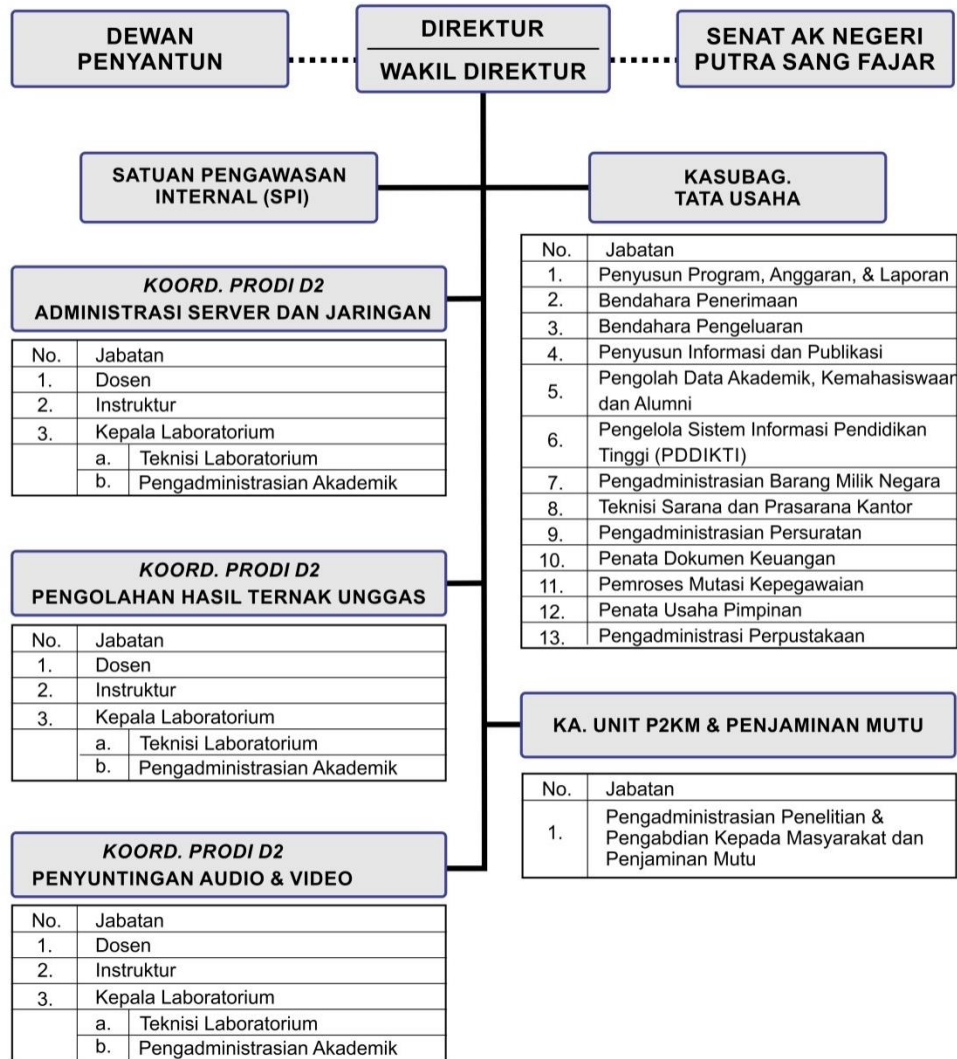 DEWAN
PENYANTUN
DIREKTUR
WAKIL DIREKTUR
SENAT AK NEGERI
PUTRA SANG FAJAR
SATUAN PENGAWASAN
INTERNAL (SPI)
KASUBAG.
TATA USAHA
No. Jabatan
1. Penyusun Program, Anggaran, & Laporan
2. Bendahara Penerimaan
3. Bendahara Pengeluaran
4. Penyusun Informasi dan Publikasi
5. Pengolah Data Akademik, Kemahasiswaan
dan Alumni
6. Pengelola Sistem Informasi Pendidikan
Tinggi (PDDIKTI)
7. Pengadministrasian Barang Milik Negara
8. Teknisi Sarana dan Prasarana Kantor
9. Pengadministrasian Persuratan
10. Penata Dokumen Keuangan
11. Pemroses Mutasi Kepegawaian
12. Penata Usaha Pimpinan
13. Pengadministrasi Perpustakaan
KOORD. PRODI D2
ADMINISTRASI SERVER DAN JARINGAN
No. Jabatan
1. Dosen
2. Instruktur
3. Kepala Laboratorium
a. Teknisi Laboratorium
b. Pengadministrasian Akademik
KOORD. PRODI D2
PENGOLAHAN HASIL TERNAK UNGGAS
No. Jabatan
1. Dosen
2. Instruktur
3. Kepala Laboratorium
a. Teknisi Laboratorium
b. Pengadministrasian Akademik
KA. UNIT P2KM & PENJAMINAN MUTU
No. Jabatan
1. Pengadministrasian Penelitian &
Pengabdian Kepada Masyarakat dan
Penjaminan Mutu
KOORD. PRODI D2
PENYUNTINGAN AUDIO & VIDEO
No. Jabatan
1. Dosen
2. Instruktur
3. Kepala Laboratorium
a. Teknisi Laboratorium
b. Pengadministrasian Akademik